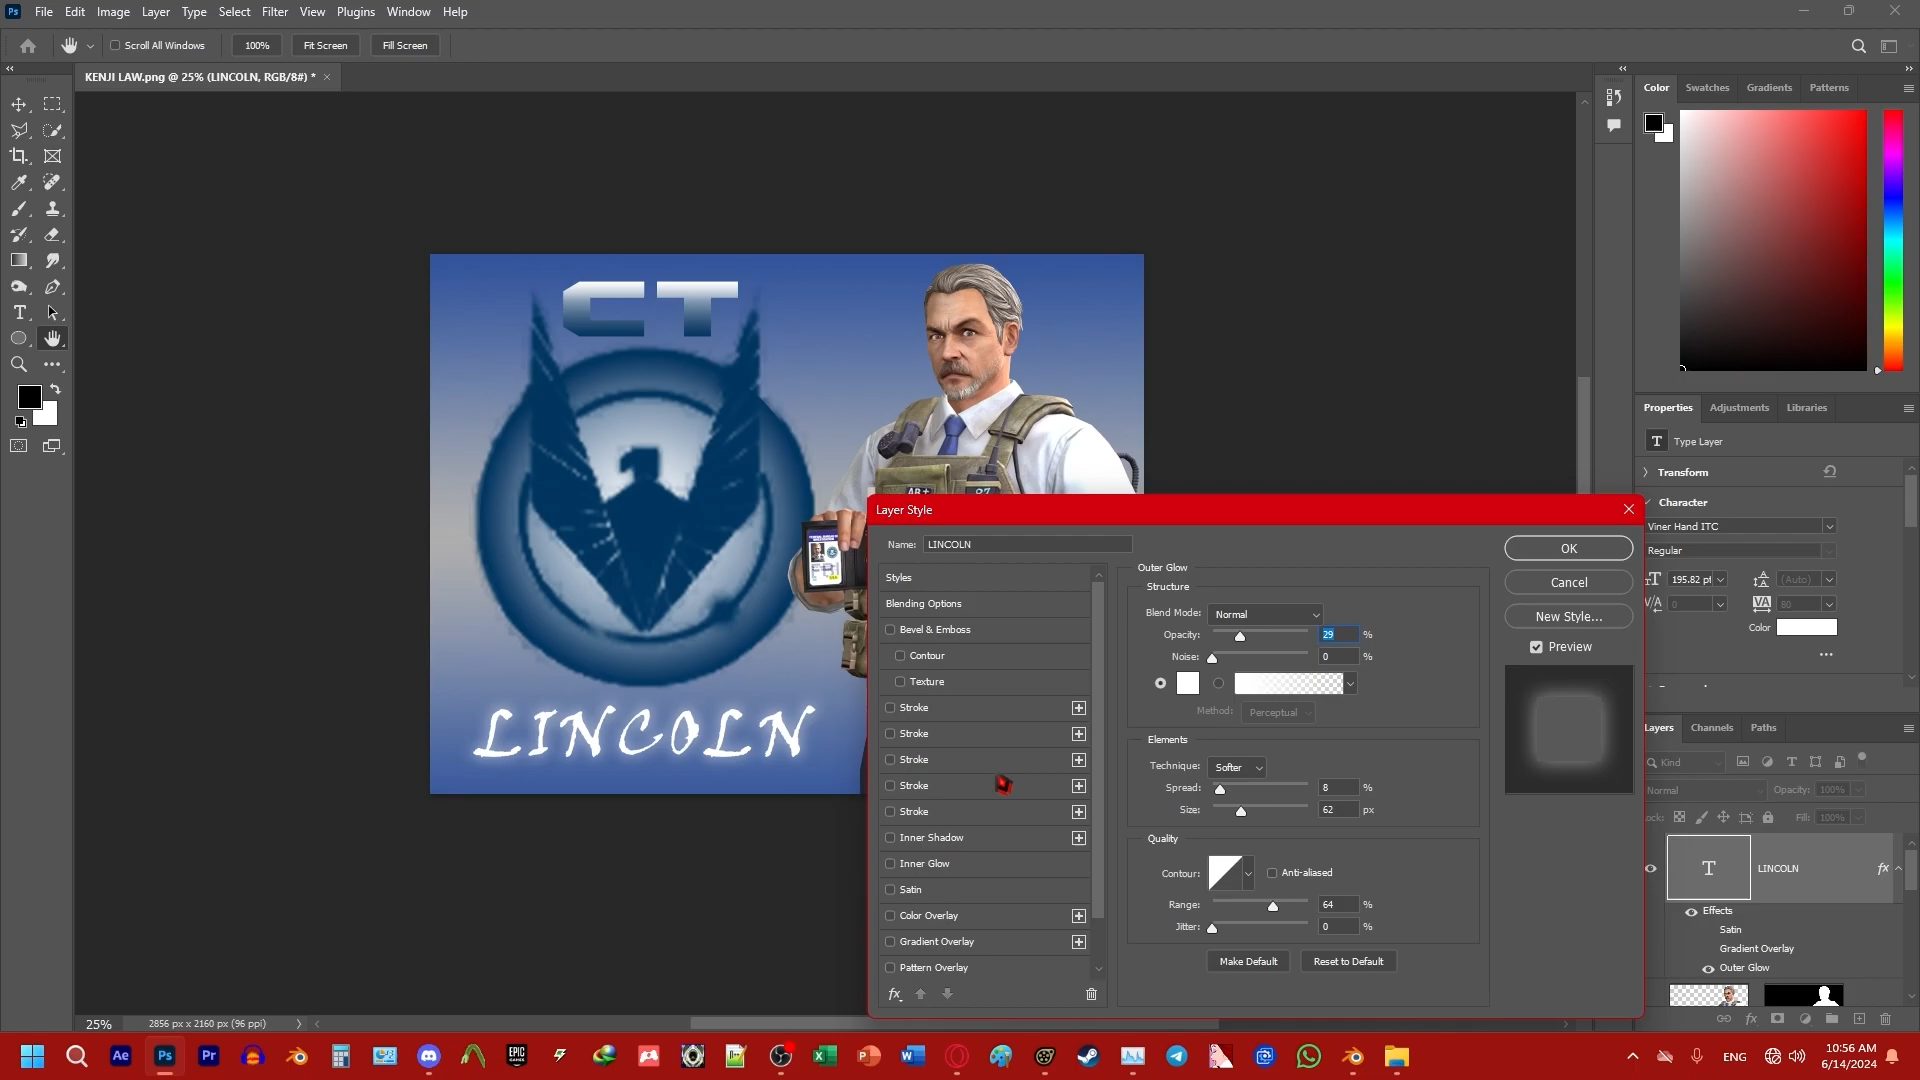 File Edit Image Layer Type Select Filter View Plugins Window Help
Scroll All Windows 100% Fit Screen Fill Screen
KENJI LAW.png @ 25% (LINCOLN, RGB/8#) *
Color Swatches Gradients Patterns
CT
LINCOLN
Properties Adjustments Libraries
Type Layer
Transform
Character
Viner Hand ITC
Regular
195.82 pt (Auto)
0 80
Color
Layers Channels Paths
Kind
Normal Opacity: 100%
Lock: Fill: 100%
LINCOLN fx
Effects
Satin
Gradient Overlay
Outer Glow
Layer Style
Name: LINCOLN
Styles
Blending Options
Bevel & Emboss
Contour
Texture
Stroke
Stroke
Stroke
Stroke
Stroke
Inner Shadow
Inner Glow
Satin
Color Overlay
Gradient Overlay
Pattern Overlay
fx
Outer Glow
Structure
Blend Mode: Normal
Opacity: 29 %
Noise: 0 %
Method: Perceptual
Elements
Technique: Softer
Spread: 8 %
Size: 62 px
Quality
Contour: Anti-aliased
Range: 64 %
Jitter: 0 %
Make Default Reset to Default
OK
Cancel
New Style...
Preview
25% 2856 px x 2160 px (96 ppi)
ENG
10:56 AM
6/14/2024